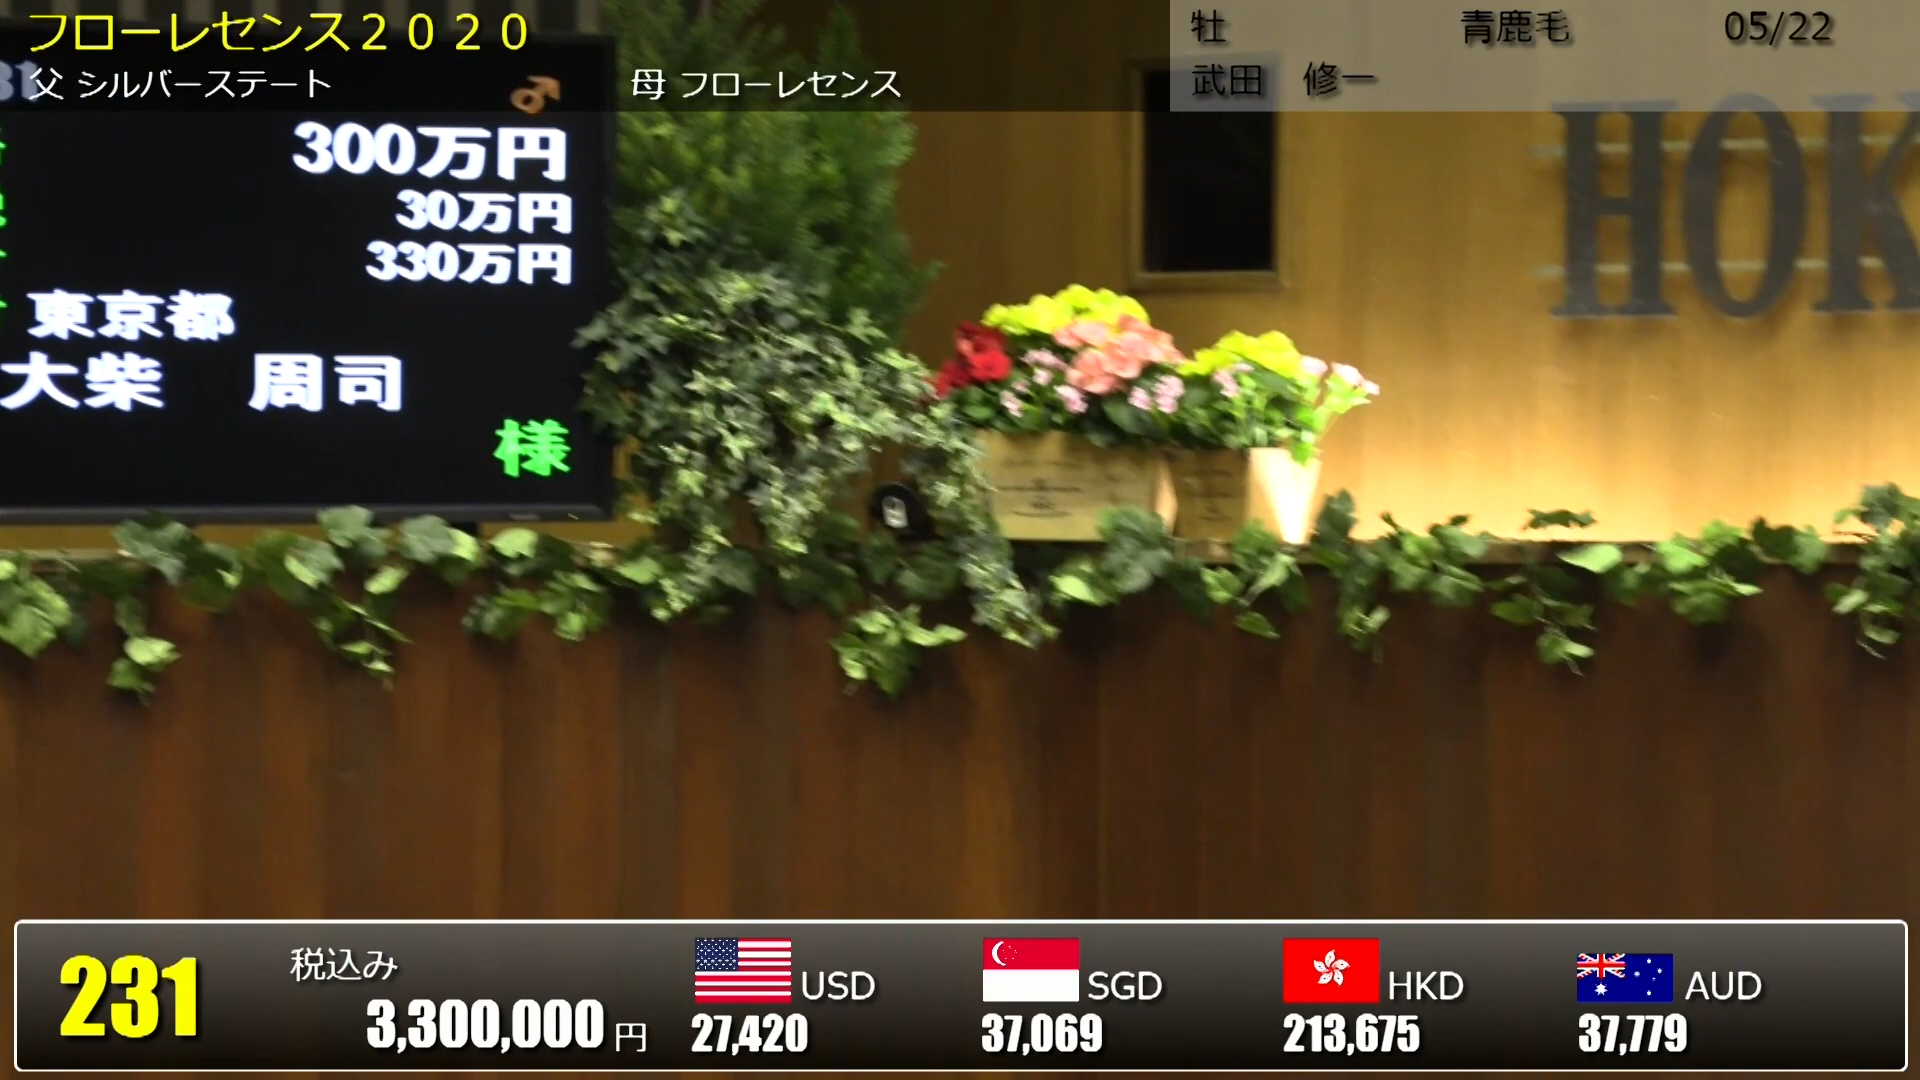 フローレセンス２０２０
父 シルバーステート
母 フローレセンス
牡 青鹿毛 05/22
武田 修一
300万円
30万円
330万円
東京都
大柴 周司
様
HOK
231
税込み
3,300,000 円
USD
27,420
SGD
37,069
HKD
213,675
AUD
37,779